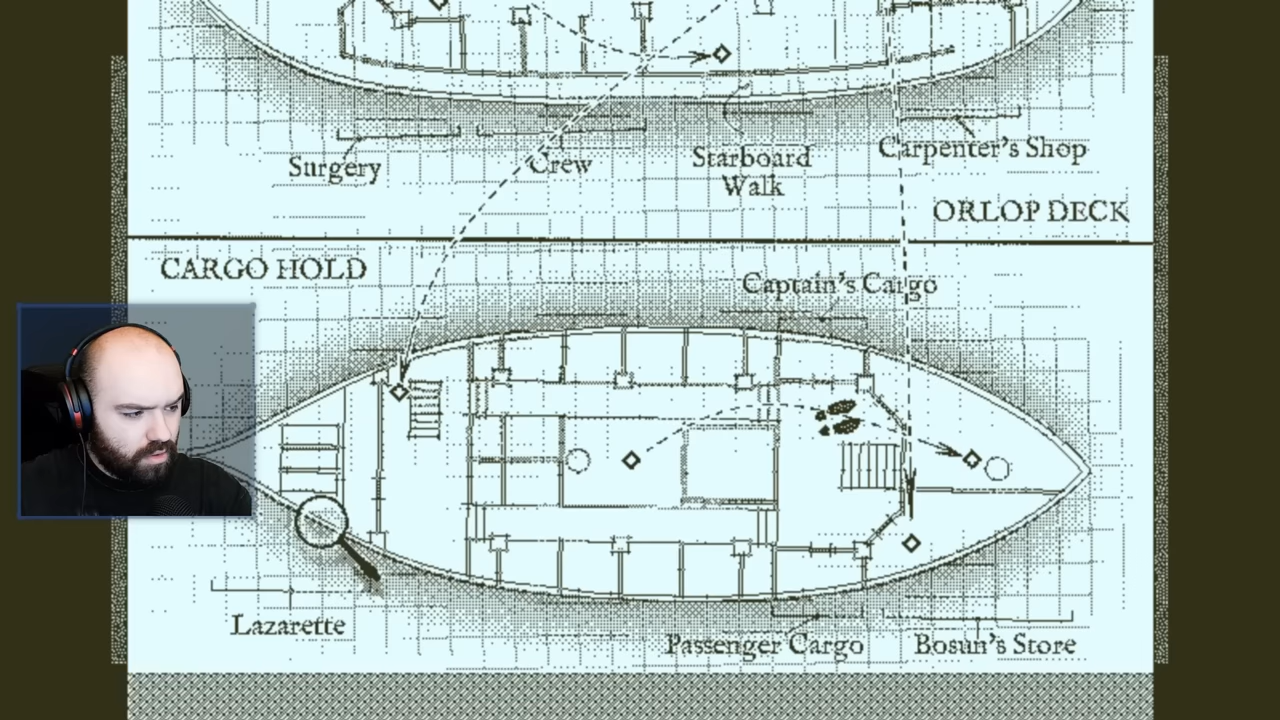 Surgery
Crew
Starboard
Walk
Carpenter's Shop
ORLOP DECK
CARGO HOLD
Captain's Cargo
Lazarette
Passenger Cargo
Bosun's Store